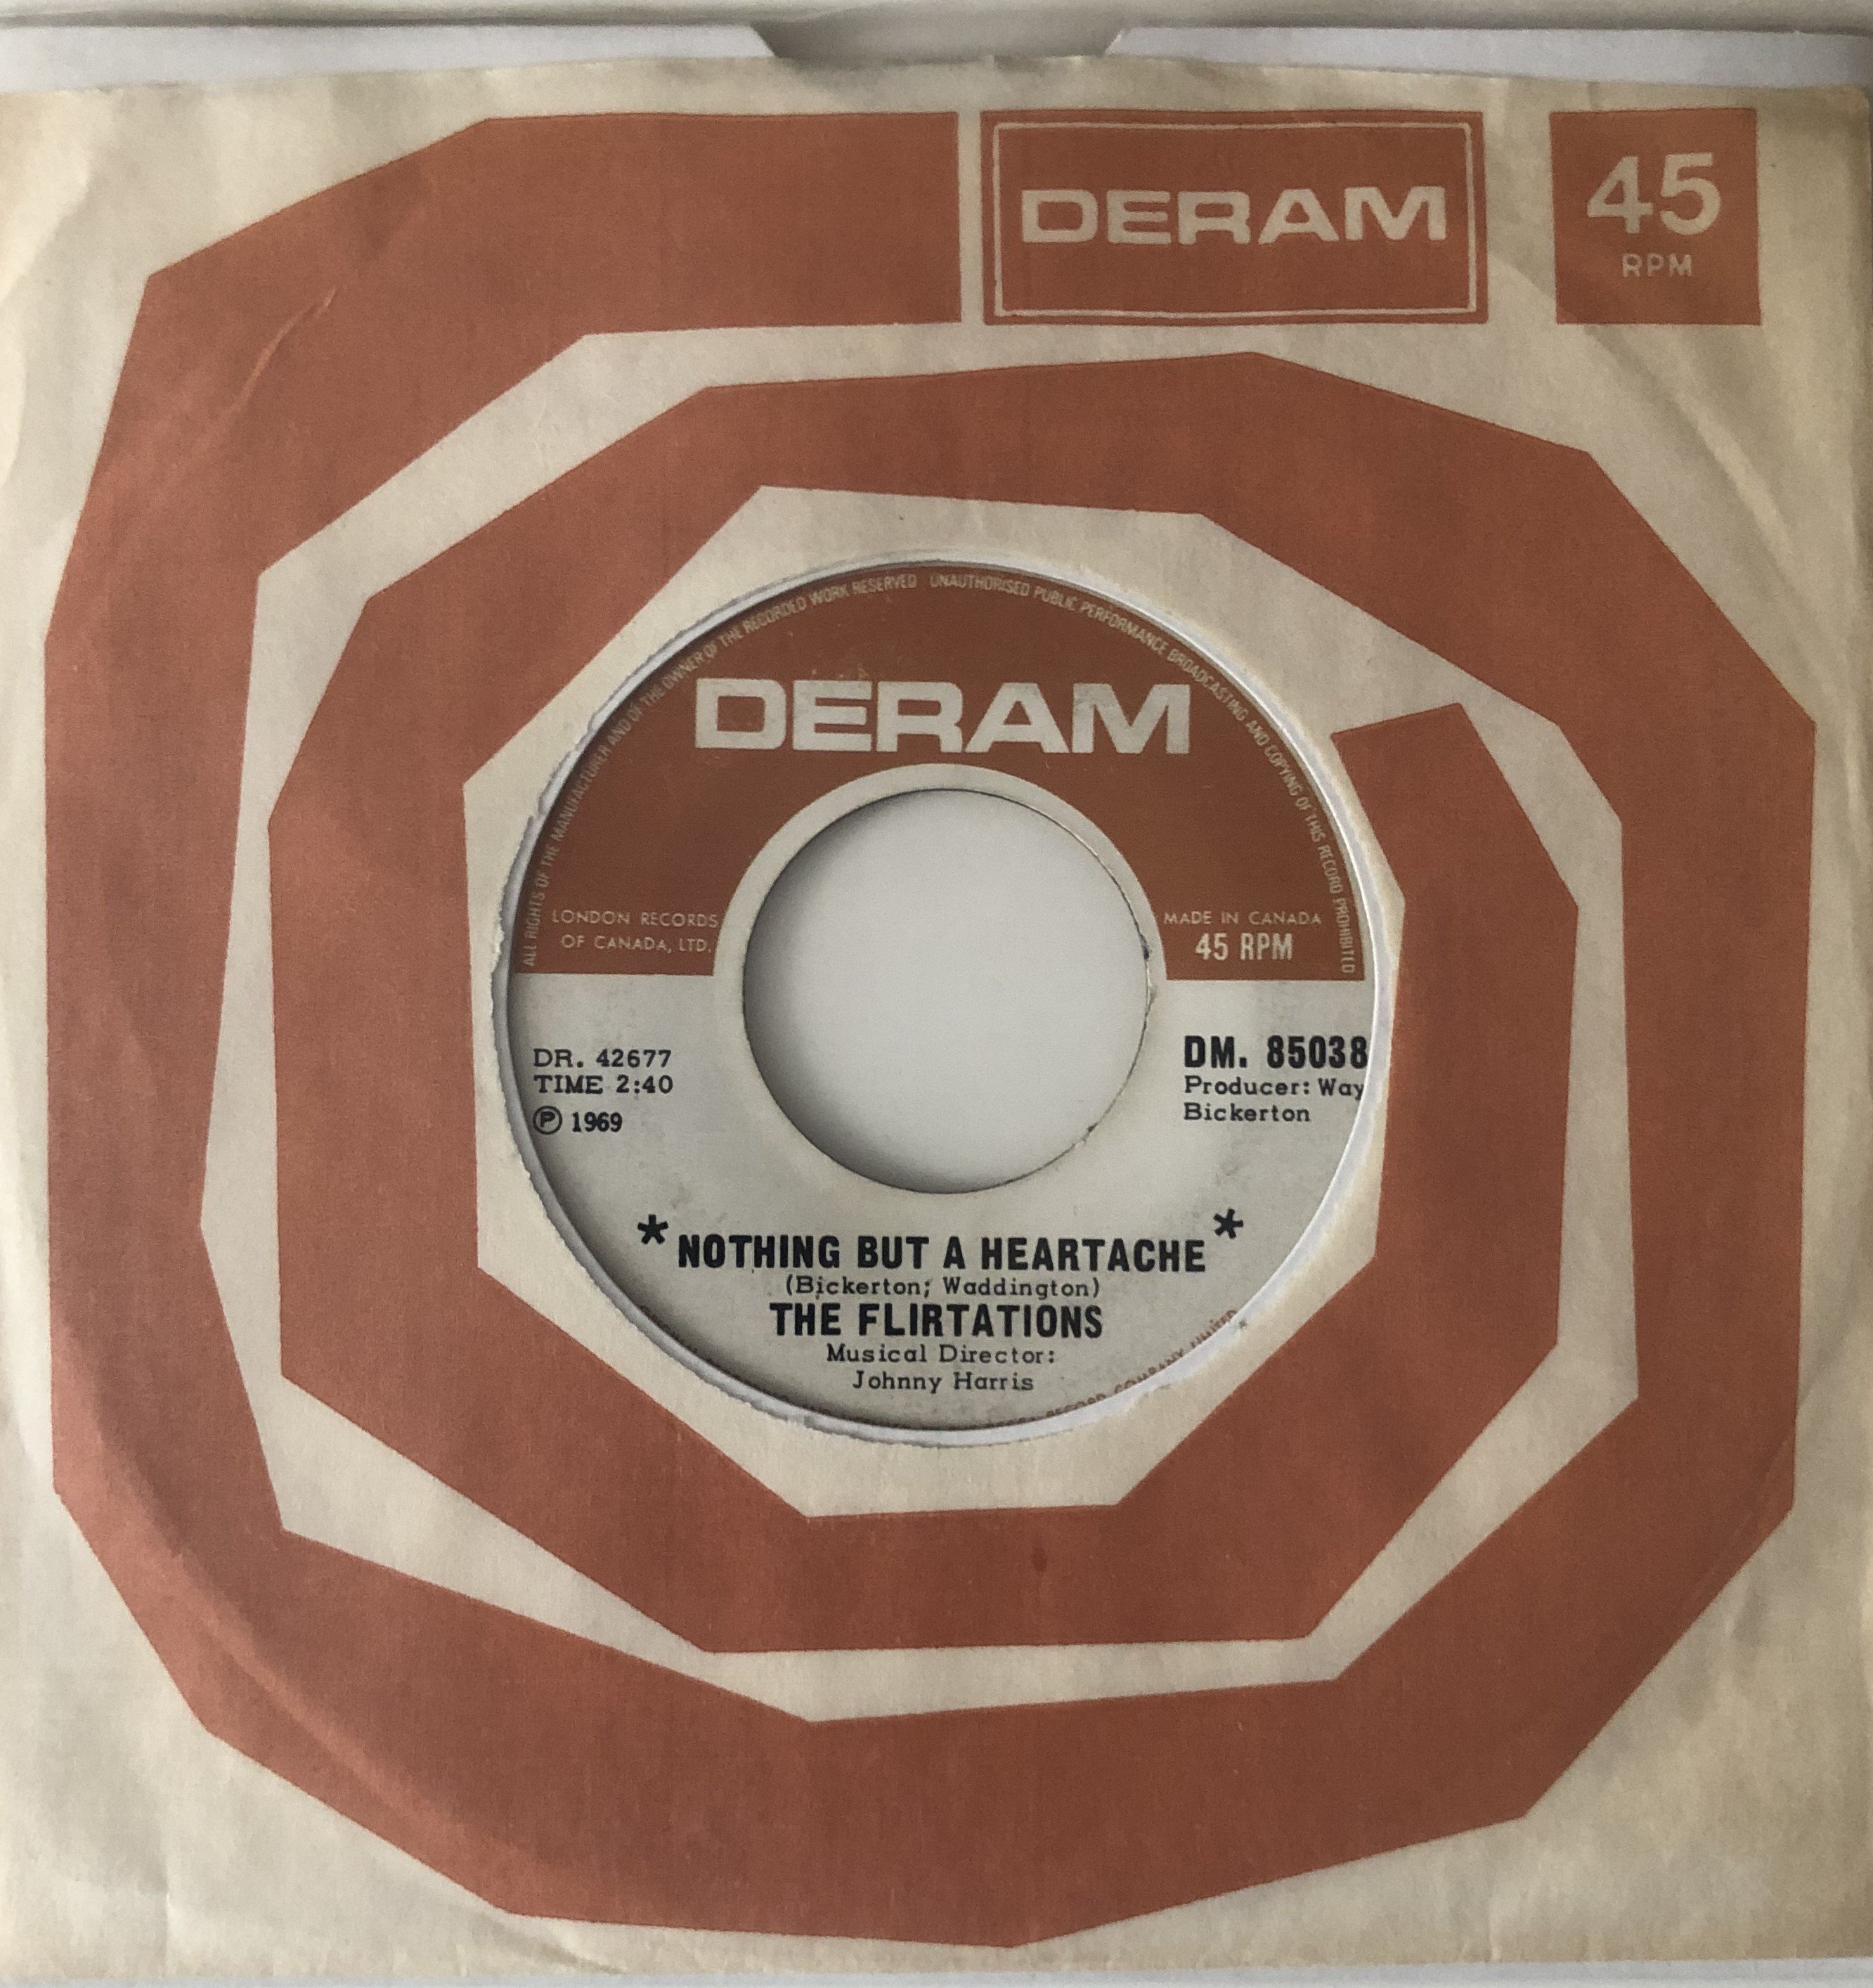 DERAM
45
RPM
ALL RIGHTS OF THE MANUFACTURER AND OF THE OWNER OF THE RECORDED WORK RESERVED UNAUTHORISED PUBLIC PERFORMANCE BROADCASTING AND COPYING OF THIS RECORD PROHIBITED
DERAM
LONDON RECORDS
OF CANADA, LTD.
MADE IN CANADA
45 RPM
DR. 42677
TIME 2:40
Ⓟ 1969
DM. 85038
Producer: Way
Bickerton
*NOTHING BUT A HEARTACHE*
(Bickerton; Waddington)
THE FLIRTATIONS
Musical Director:
Johnny Harris
RECORD COMPANY LIMITED